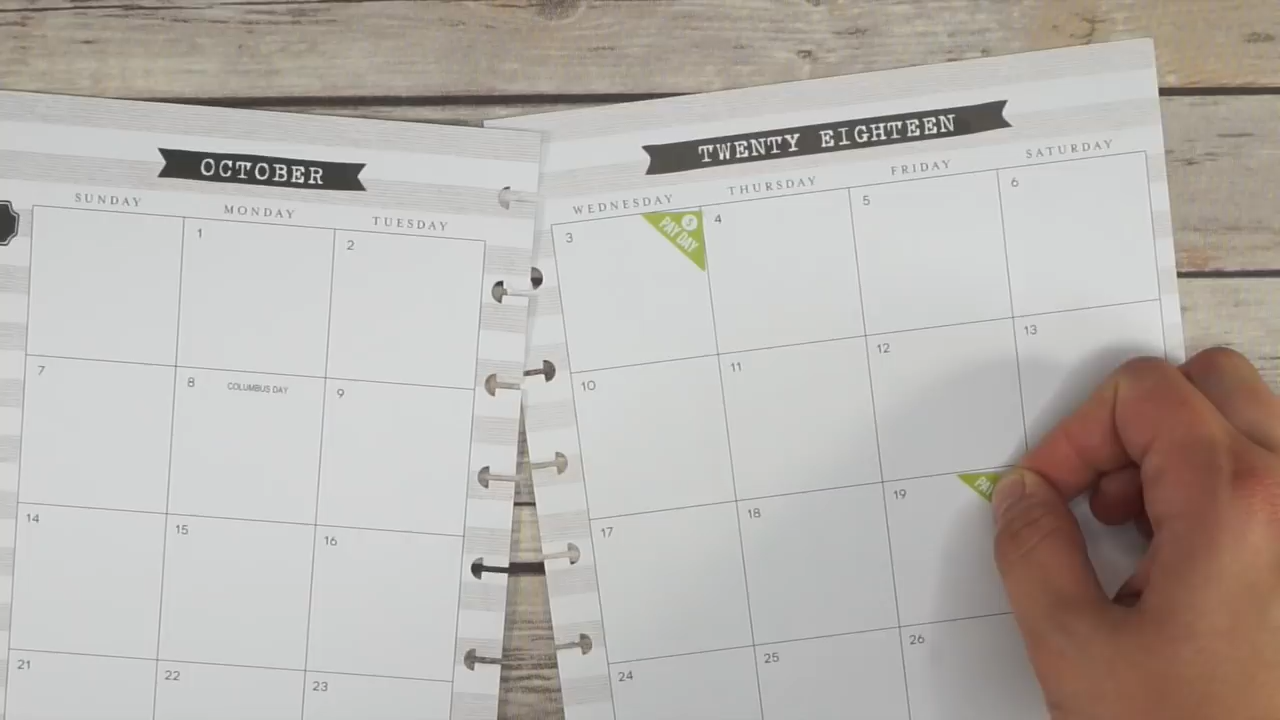 OCTOBER
SUNDAY MONDAY TUESDAY
1 2
7 8 COLUMBUS DAY 9
14 15 16
21 22 23
TWENTY EIGHTEEN
WEDNESDAY THURSDAY FRIDAY SATURDAY
3 $ PAY DAY 4 5 6
10 11 12 13
17 18 19 PAY
24 25 26